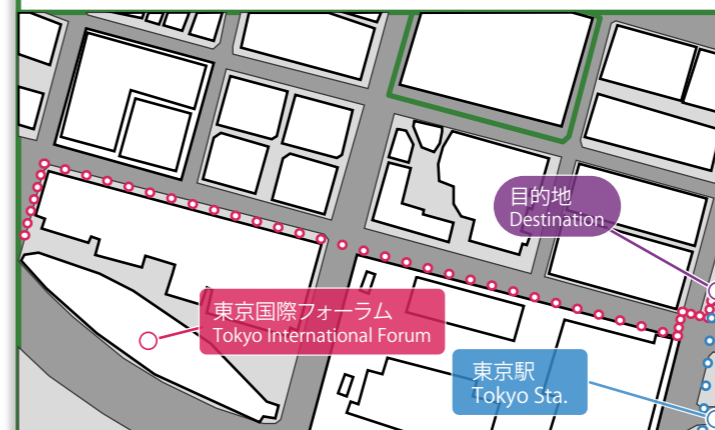 目的地
Destination
東京国際フォーラム
Tokyo International Forum
東京駅
Tokyo Sta.